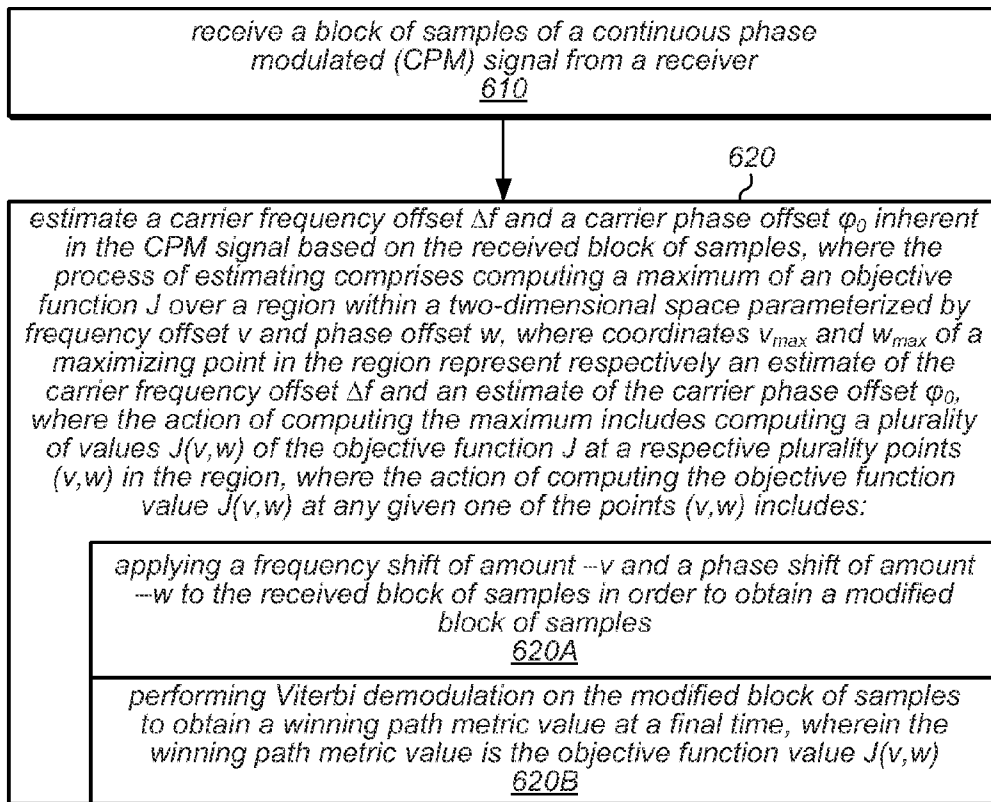 receive a block of samples of a continuous phase
modulated (CPM) signal from a receiver
610
620
estimate a carrier frequency offset Δf and a carrier phase offset φ₀ inherent
in the CPM signal based on the received block of samples, where the
process of estimating comprises computing a maximum of an objective
function J over a region within a two-dimensional space parameterized by
frequency offset v and phase offset w, where coordinates vₘₐₓ and wₘₐₓ of a
maximizing point in the region represent respectively an estimate of the
carrier frequency offset Δf and an estimate of the carrier phase offset φ₀,
where the action of computing the maximum includes computing a plurality
of values J(v,w) of the objective function J at a respective plurality points
(v,w) in the region, where the action of computing the objective function
value J(v,w) at any given one of the points (v,w) includes:
applying a frequency shift of amount –v and a phase shift of amount
–w to the received block of samples in order to obtain a modified
block of samples
620A
performing Viterbi demodulation on the modified block of samples
to obtain a winning path metric value at a final time, wherein the
winning path metric value is the objective function value J(v,w)
620B